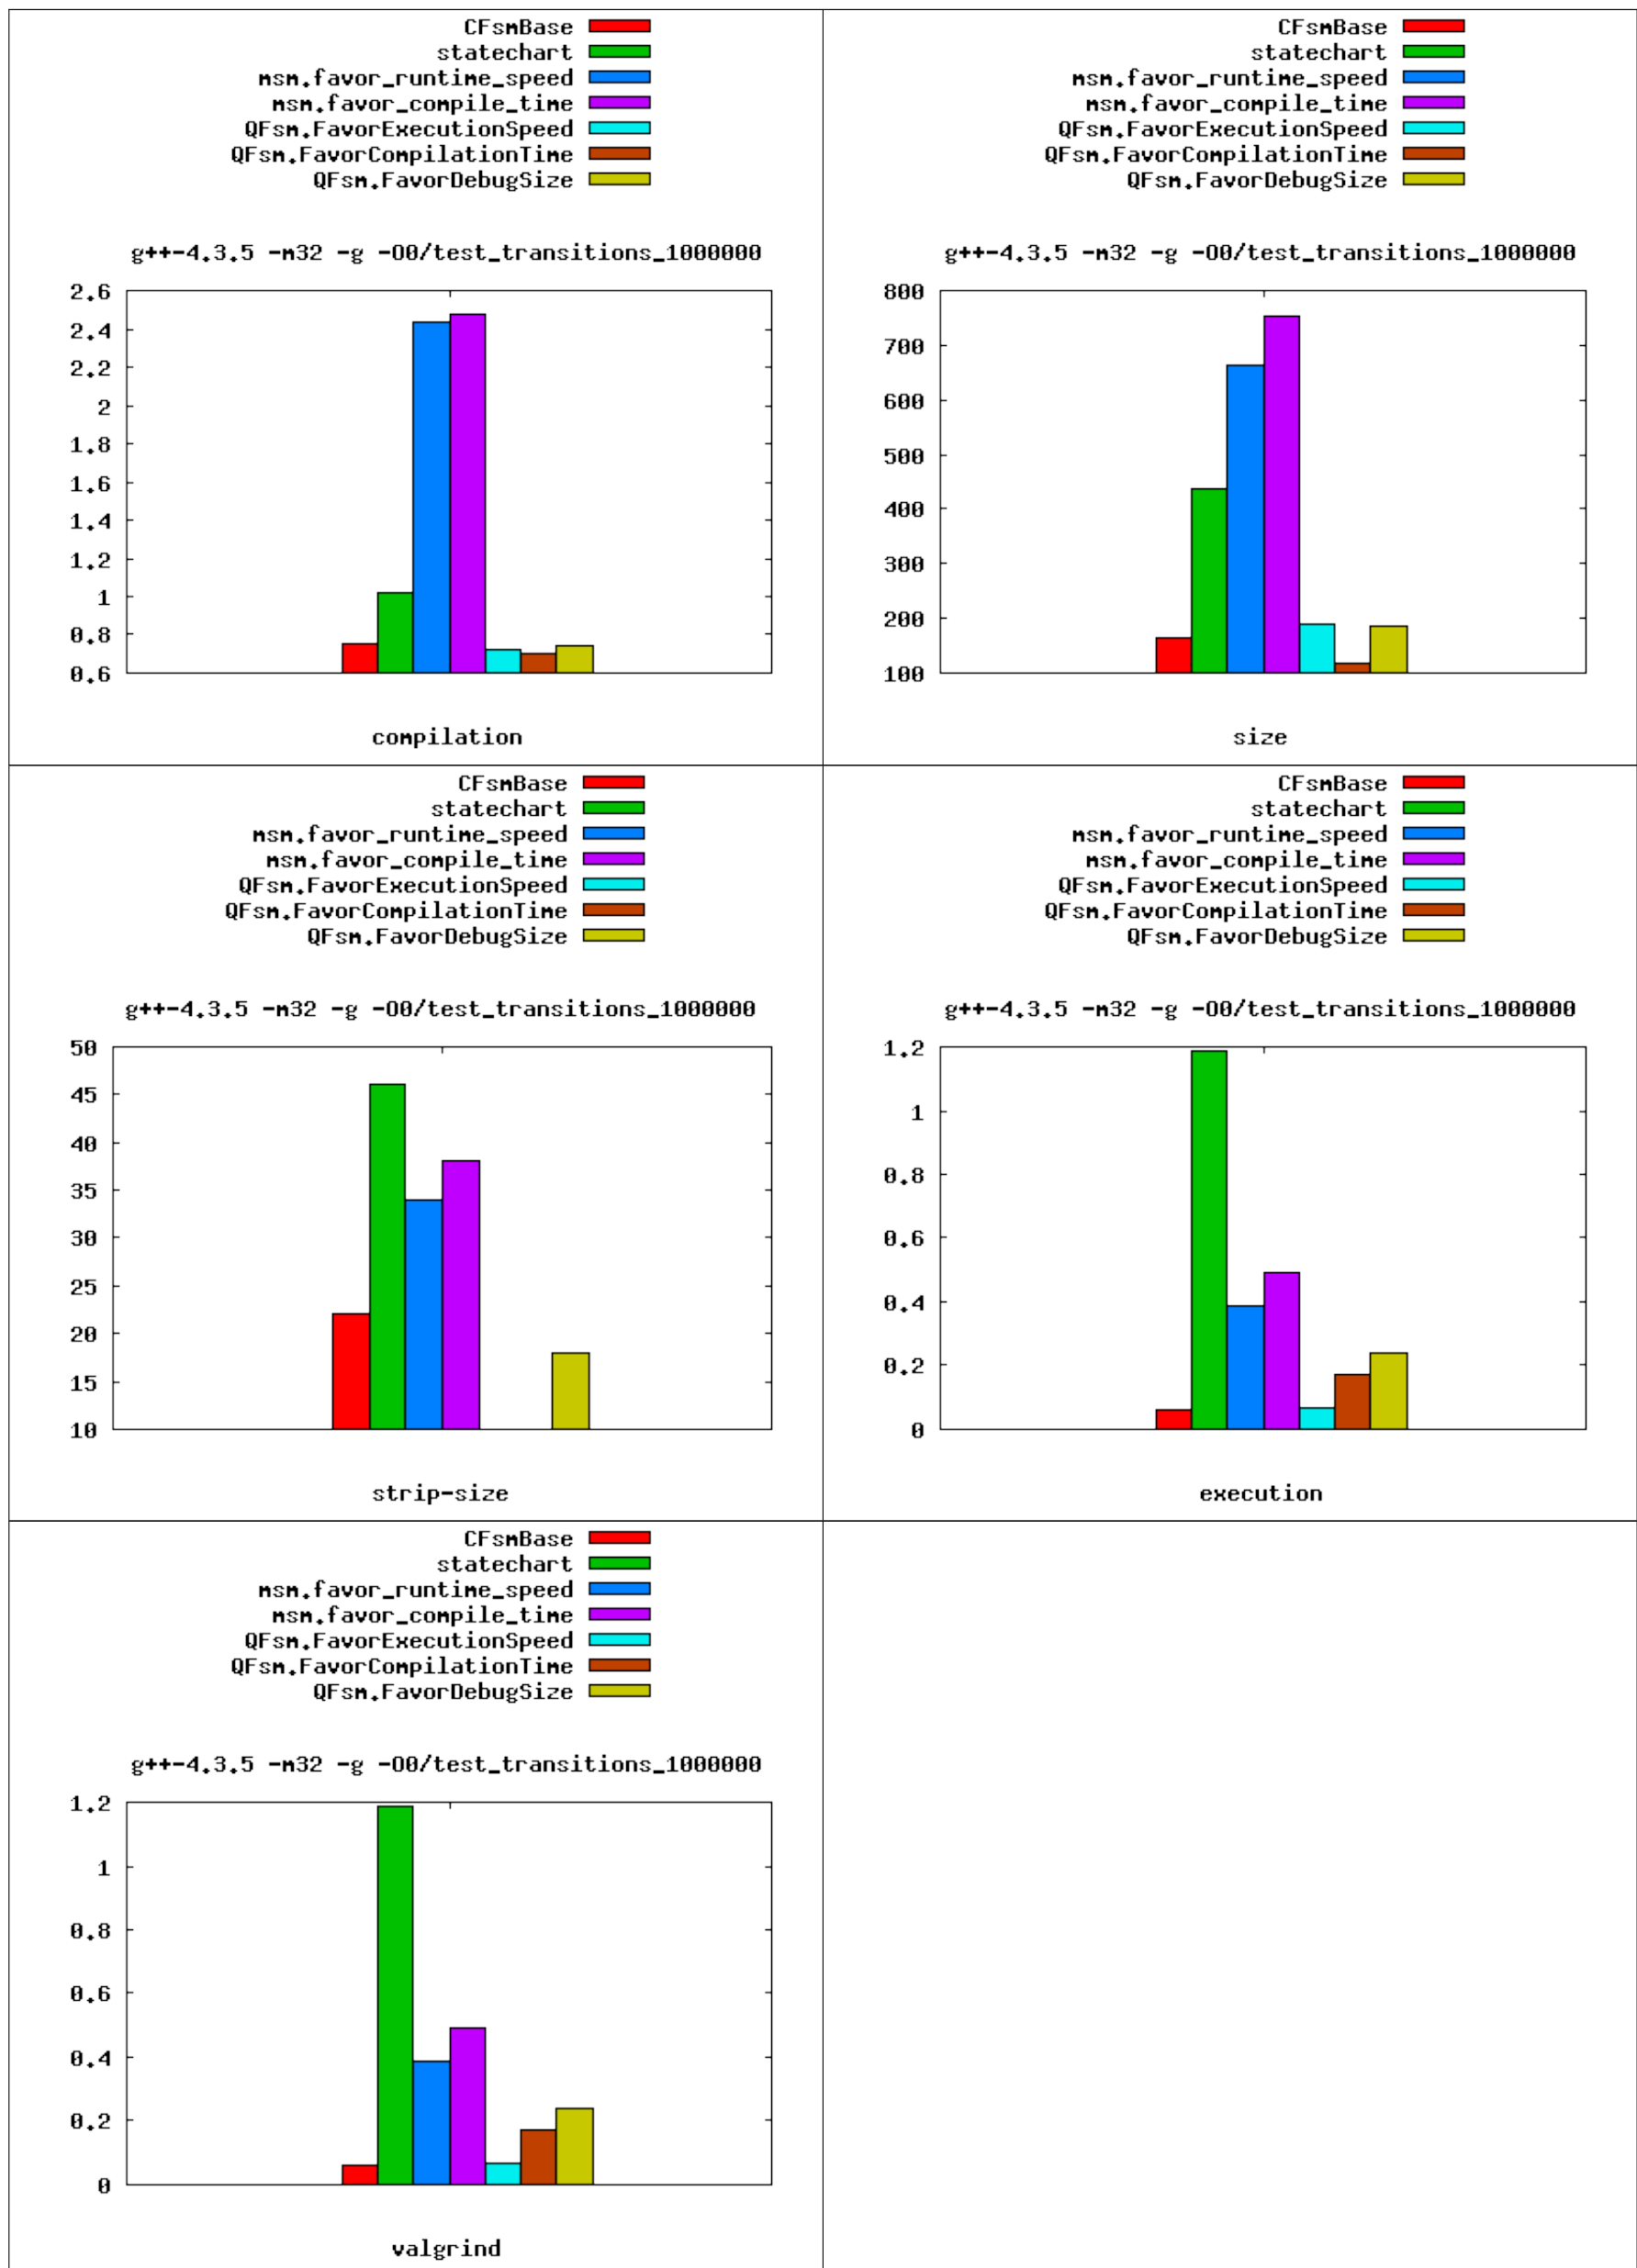 CFsmBase
statechart
msm.favor_runtime_speed
msm.favor_compile_time
QFsm.FavorExecutionSpeed
QFsm.FavorCompilationTime
QFsm.FavorDebugSize
g++-4.3.5 -m32 -g -O0/test_transitions_1000000
2.6
2.4
2.2
2
1.8
1.6
1.4
1.2
1
0.8
0.6
compilation
CFsmBase
statechart
msm.favor_runtime_speed
msm.favor_compile_time
QFsm.FavorExecutionSpeed
QFsm.FavorCompilationTime
QFsm.FavorDebugSize
g++-4.3.5 -m32 -g -O0/test_transitions_1000000
800
700
600
500
400
300
200
100
size
CFsmBase
statechart
msm.favor_runtime_speed
msm.favor_compile_time
QFsm.FavorExecutionSpeed
QFsm.FavorCompilationTime
QFsm.FavorDebugSize
g++-4.3.5 -m32 -g -O0/test_transitions_1000000
50
45
40
35
30
25
20
15
10
strip-size
CFsmBase
statechart
msm.favor_runtime_speed
msm.favor_compile_time
QFsm.FavorExecutionSpeed
QFsm.FavorCompilationTime
QFsm.FavorDebugSize
g++-4.3.5 -m32 -g -O0/test_transitions_1000000
1.2
1
0.8
0.6
0.4
0.2
0
execution
CFsmBase
statechart
msm.favor_runtime_speed
msm.favor_compile_time
QFsm.FavorExecutionSpeed
QFsm.FavorCompilationTime
QFsm.FavorDebugSize
g++-4.3.5 -m32 -g -O0/test_transitions_1000000
1.2
1
0.8
0.6
0.4
0.2
0
valgrind